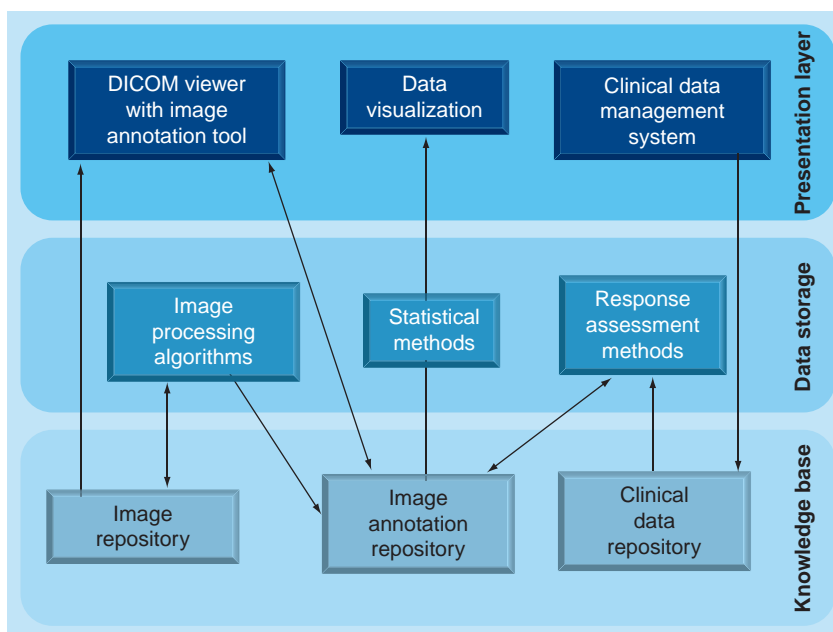 DICOM viewer
with image
annotation tool
Data
visualization
Clinical data
management
system
Presentation layer
Image
processing
algorithms
Statistical
methods
Response
assessment
methods
Data storage
Image
repository
Image
annotation
repository
Clinical
data
repository
Knowledge base